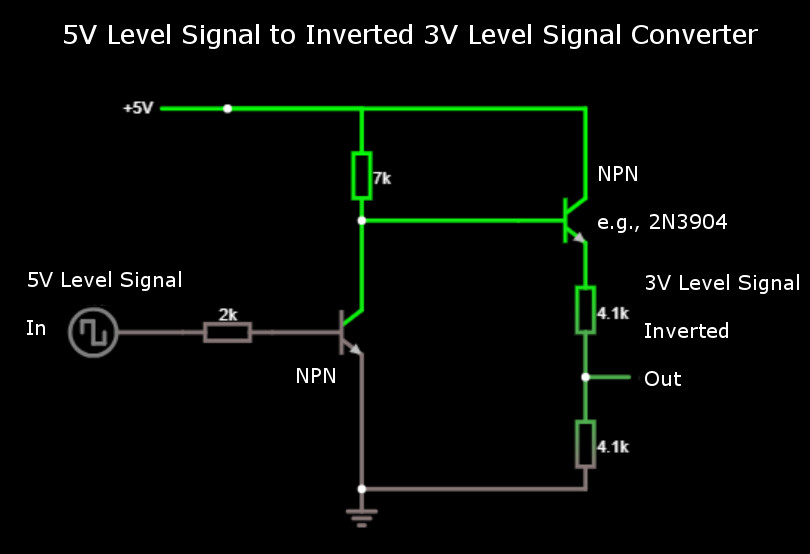 5V Level Signal to Inverted 3V Level Signal Converter
+5V
7k
NPN
e.g., 2N3904
5V Level Signal
In
2k
NPN
4.1k
3V Level Signal
Inverted
Out
4.1k